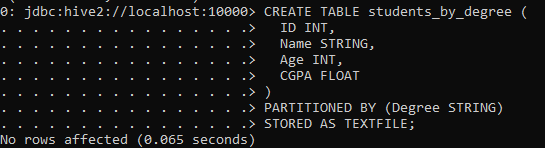 0: jdbc:hive2://localhost:10000> CREATE TABLE students_by_degree (
. . . . . . . . . . . . . . . .> ID INT,
. . . . . . . . . . . . . . . .> Name STRING,
. . . . . . . . . . . . . . . .> Age INT,
. . . . . . . . . . . . . . . .> CGPA FLOAT
. . . . . . . . . . . . . . . .> )
. . . . . . . . . . . . . . . .> PARTITIONED BY (Degree STRING)
. . . . . . . . . . . . . . . .> STORED AS TEXTFILE;
No rows affected (0.065 seconds)